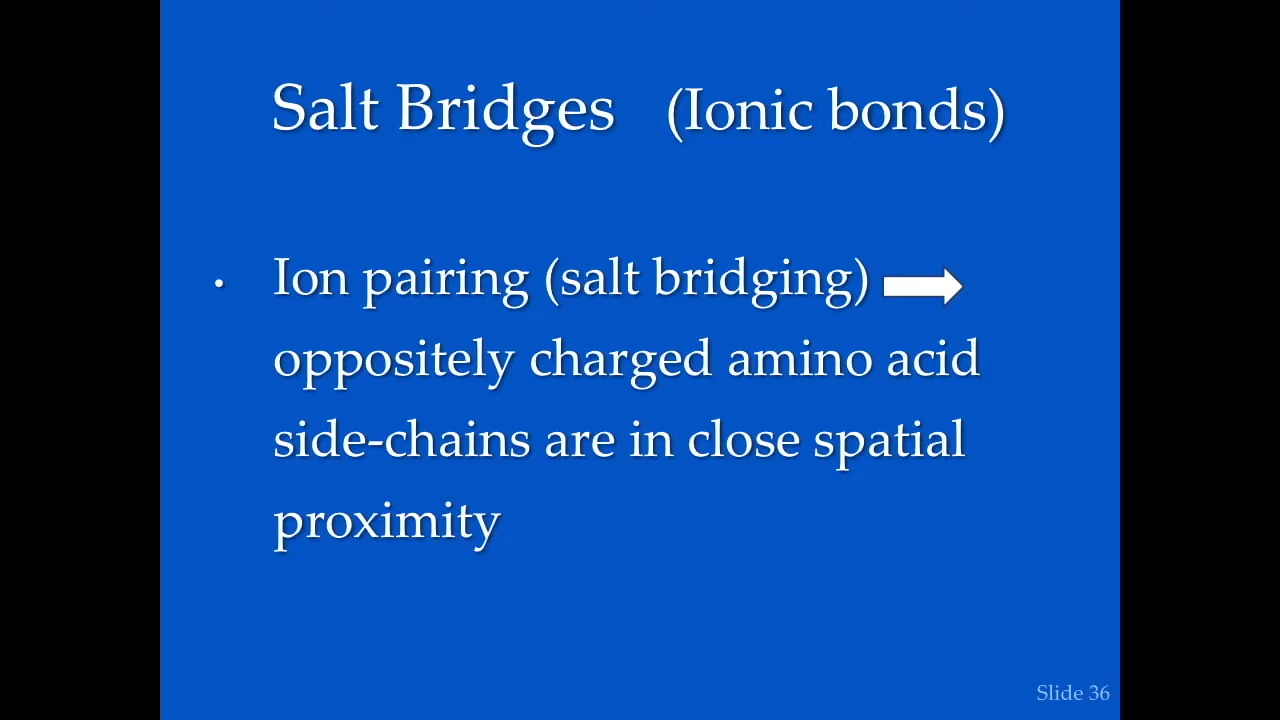 Salt Bridges (Ionic bonds)
• Ion pairing (salt bridging)
oppositely charged amino acid
side-chains are in close spatial
proximity
Slide 36